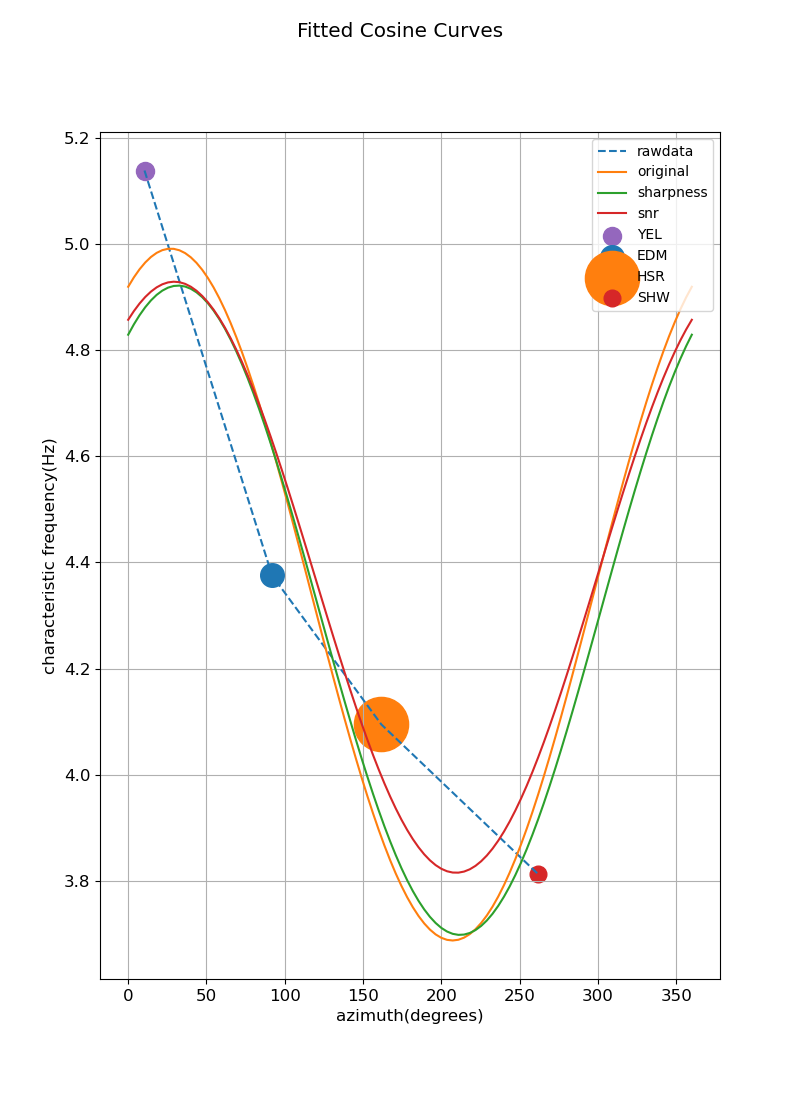 Fitted Cosine Curves
5.2
5.0
4.8
4.6
4.4
4.2
4.0
3.8
characteristic frequency(Hz)
rawdata
original
sharpness
snr
YEL
EDM
HSR
SHW
0 50 100 150 200 250 300 350
azimuth(degrees)